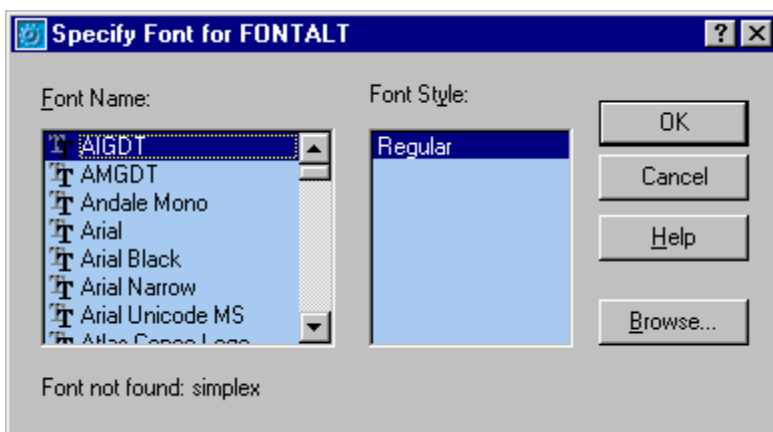 Specify Font for FONTALT
Font Name:
AIGDT
AMGDT
Andale Mono
Arial
Arial Black
Arial Narrow
Arial Unicode MS
Font Style:
Regular
OK
Cancel
Help
Browse...
Font not found: simplex